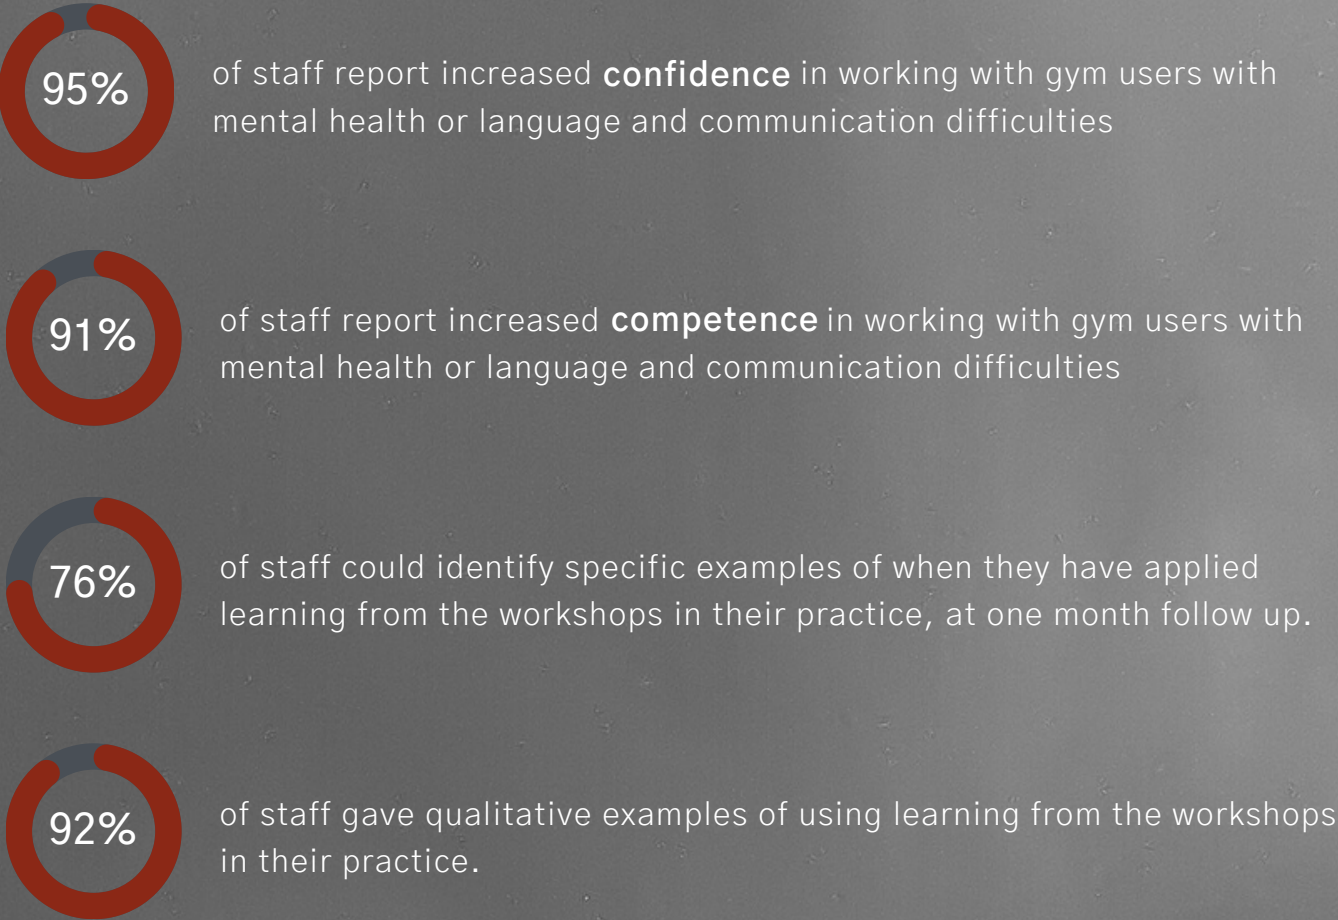 95%
of staff report increased confidence in working with gym users with
mental health or language and communication difficulties
91%
of staff report increased competence in working with gym users with
mental health or language and communication difficulties
76%
of staff could identify specific examples of when they have applied
learning from the workshops in their practice, at one month follow up.
92%
of staff gave qualitative examples of using learning from the workshops
in their practice.